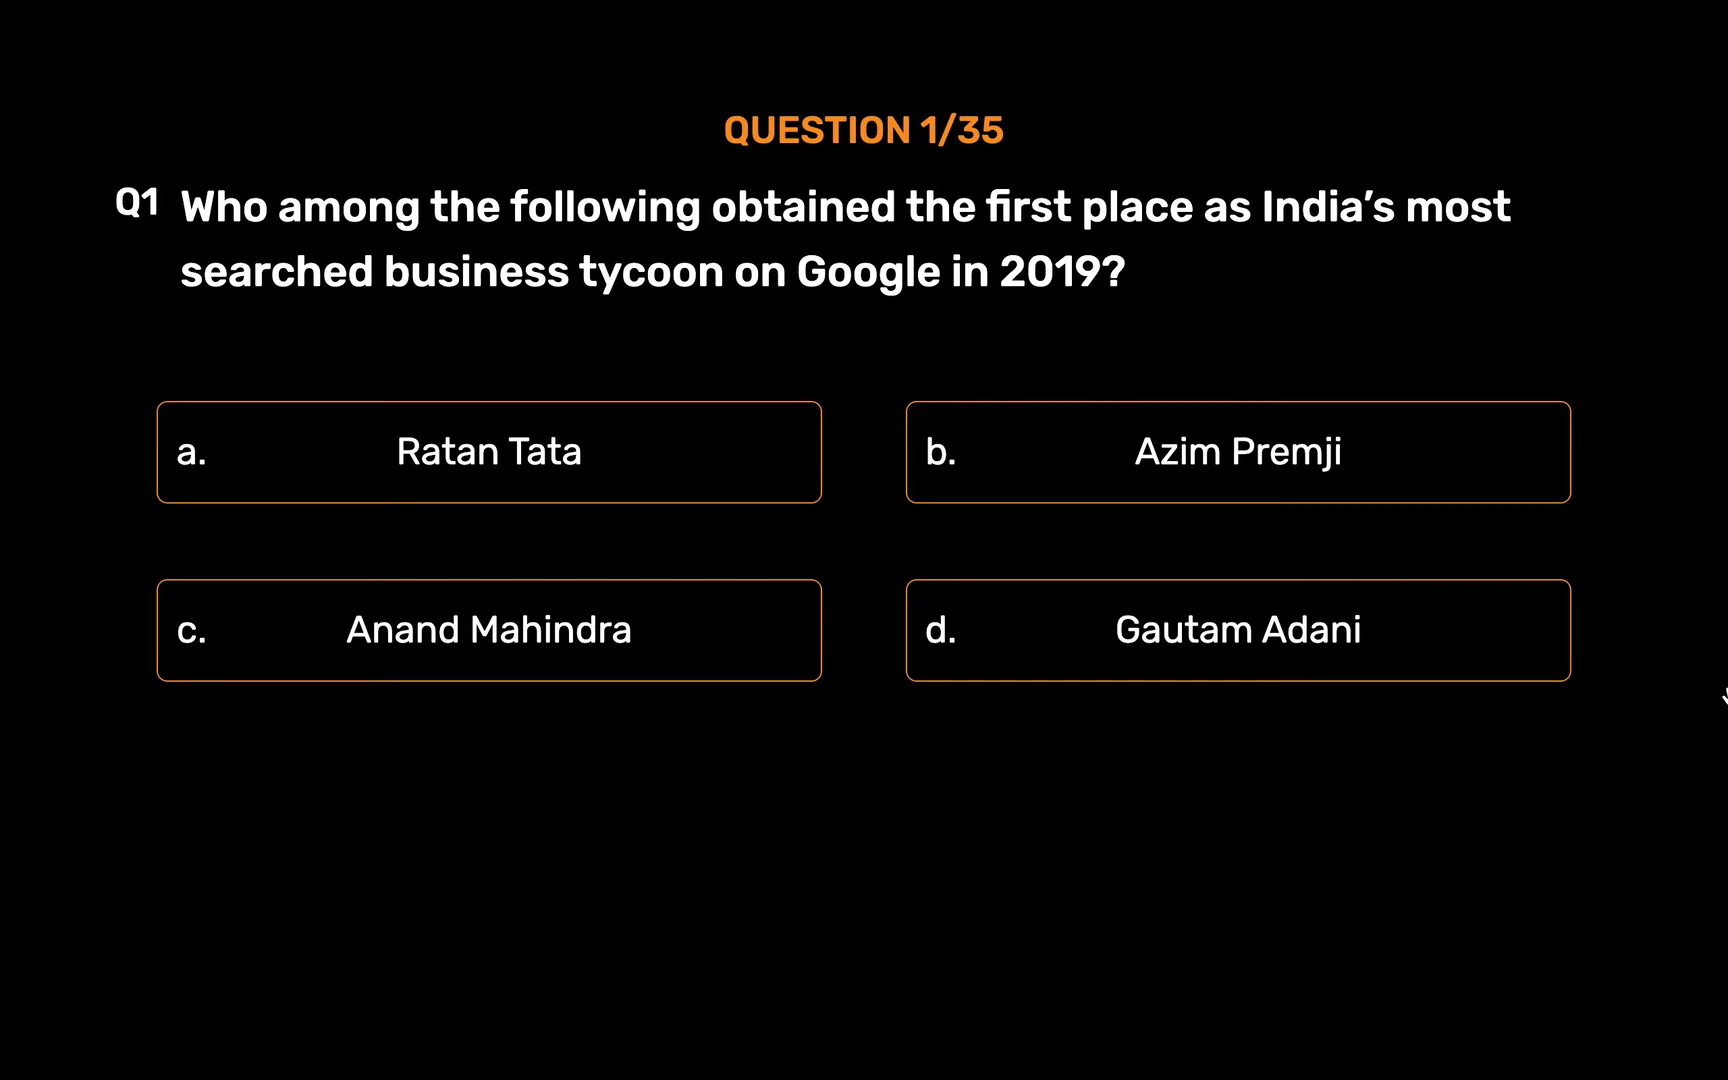 QUESTION 1/35
Q1 Who among the following obtained the first place as India’s most
searched business tycoon on Google in 2019?
a. Ratan Tata
b. Azim Premji
c. Anand Mahindra
d. Gautam Adani